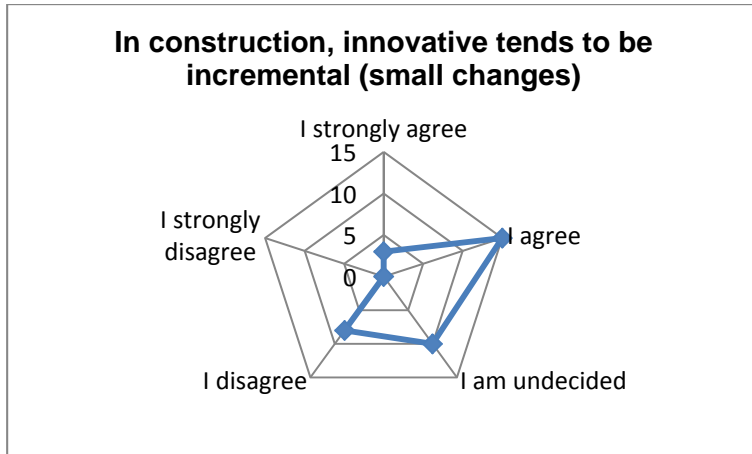 In construction, innovative tends to be
incremental (small changes)
I strongly agree
15
10
5
0
I agree
I am undecided
I disagree
I strongly
disagree